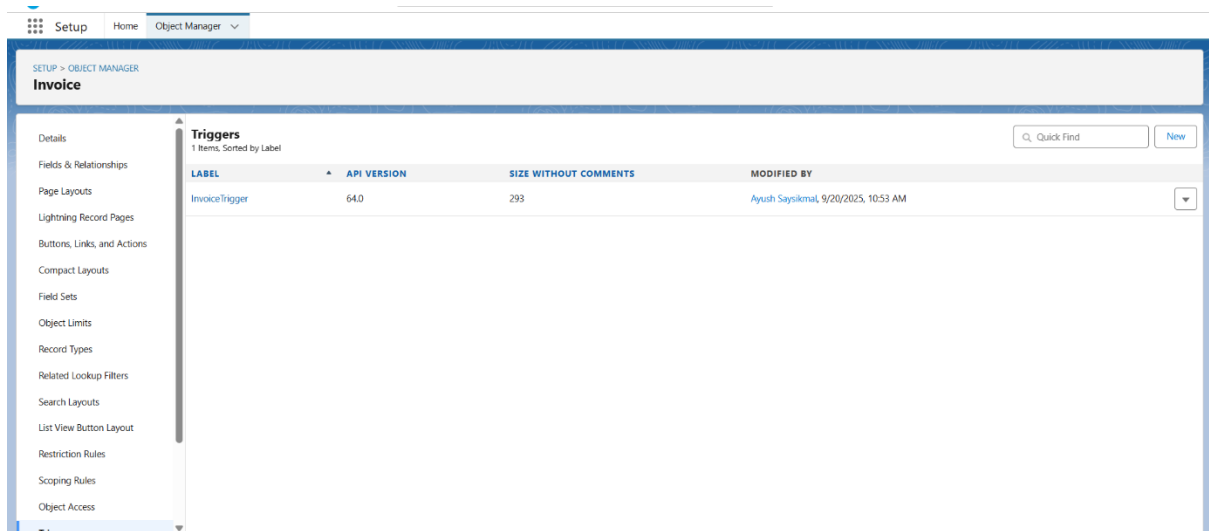 Setup Home Object Manager
SETUP > OBJECT MANAGER
Invoice
Details
Fields & Relationships
Page Layouts
Lightning Record Pages
Buttons, Links, and Actions
Compact Layouts
Field Sets
Object Limits
Record Types
Related Lookup Filters
Search Layouts
List View Button Layout
Restriction Rules
Scoping Rules
Object Access
Triggers
1 Items, Sorted by Label
Quick Find
New
LABEL API VERSION SIZE WITHOUT COMMENTS MODIFIED BY
InvoiceTrigger 64.0 293 Ayush Saysikmal, 9/20/2025, 10:53 AM